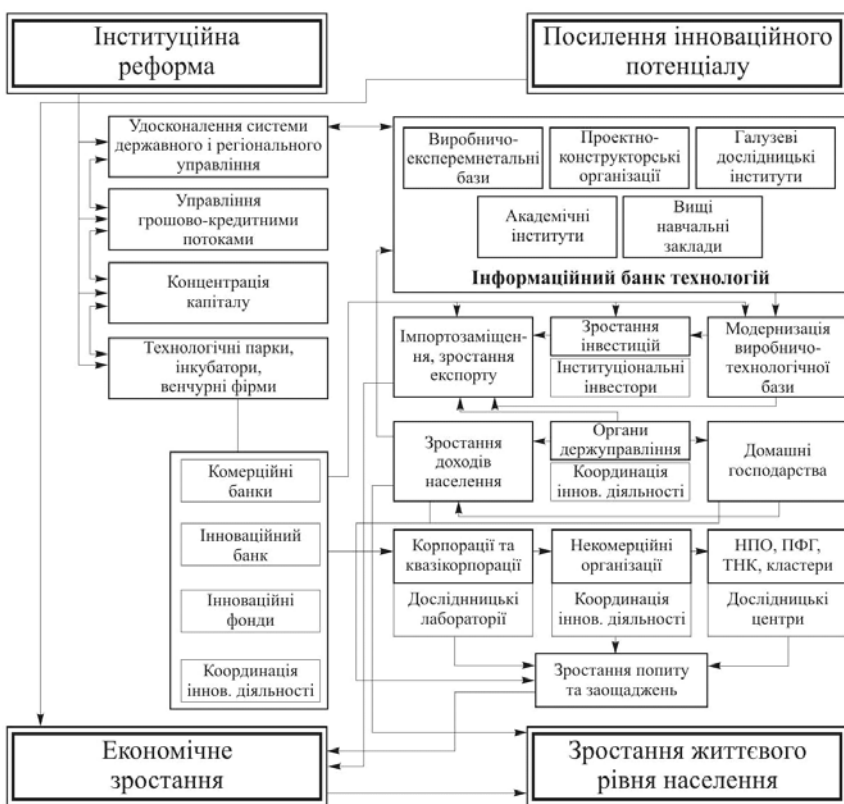 Інституційна
реформа
Посилення інноваційного
потенціалу
Удосконалення системи
державного і регіонального
управління
Управління
грошово-кредитними
потоками
Концентрація
капіталу
Технологічні парки,
інкубатори,
венчурні фірми
Виробничо-
експеремнетальні
бази
Проектно-
конструкторські
організації
Галузеві
дослідницькі
інститути
Академічні
інститути
Вищі
навчальні
заклади
Інформаційний банк технологій
Імпортозаміщен-
ня, зростання
експорту
Зростання
інвестицій
Інституціональні
інвестори
Модернизація
виробничо-
технологічної
бази
Зростання
доходів
населення
Органи
держуправління
Координація
іннов. діяльності
Домашні
господарства
Комерційні
банки
Інноваційний
банк
Інноваційні
фонди
Координація
іннов. діяльності
Корпорації та
квазікорпорації
Досліднницькі
лабораторії
Некомерційні
організації
Координація
іннов. діяльності
НПО, ПФГ,
ТНК, кластери
Дослідницькі
центри
Зростання попиту
та заощаджень
Економічне
зростання
Зростання життєвого
рівня населення